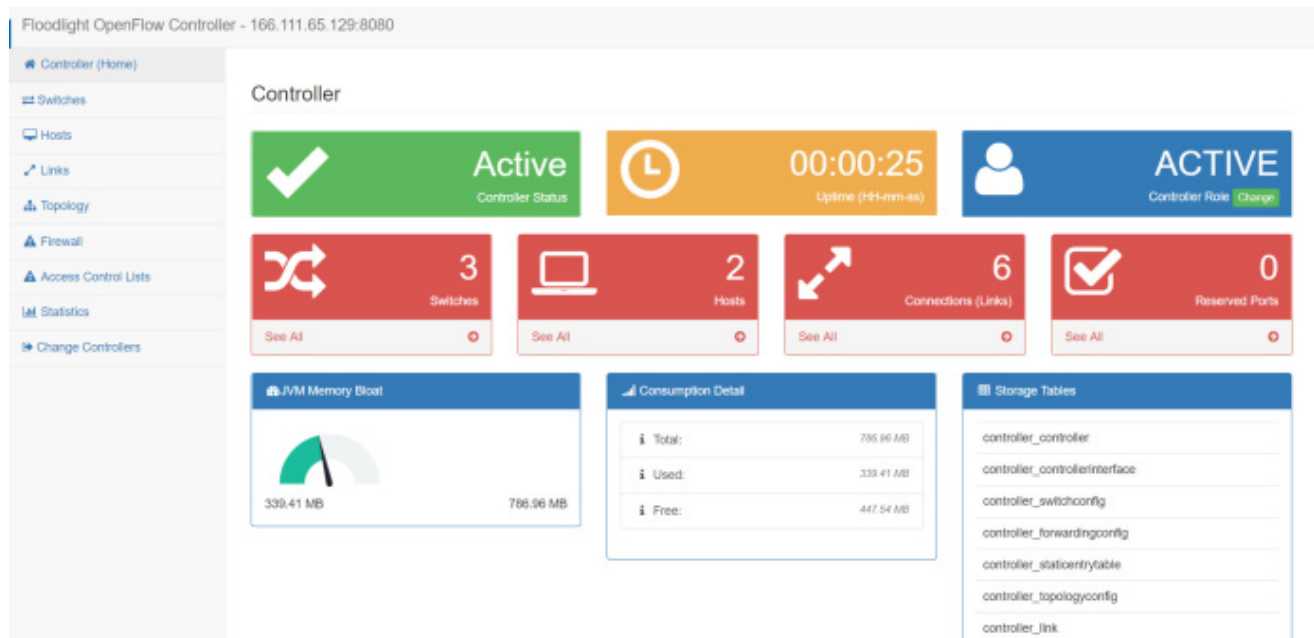 Floodlight OpenFlow Controller - 166.111.65.129:8080
Controller (Home)
Switches
Hosts
Links
Topology
Firewall
Access Control Lists
Statistics
Change Controllers
Controller
Active
Controller Status
00:00:25
Uptime (HH-mm-ss)
ACTIVE
Controller Role Change
3
Switches
See All
2
Hosts
See All
6
Connections (Links)
See All
0
Reserved Ports
See All
JVM Memory Bloat
339.41 MB 786.96 MB
Consumption Detail
Total: 786.96 MB
Used: 339.41 MB
Free: 447.54 MB
Storage Tables
controller_controller
controller_controllerinterface
controller_switchconfig
controller_forwardingconfig
controller_staticentrytable
controller_topologyconfig
controller_link